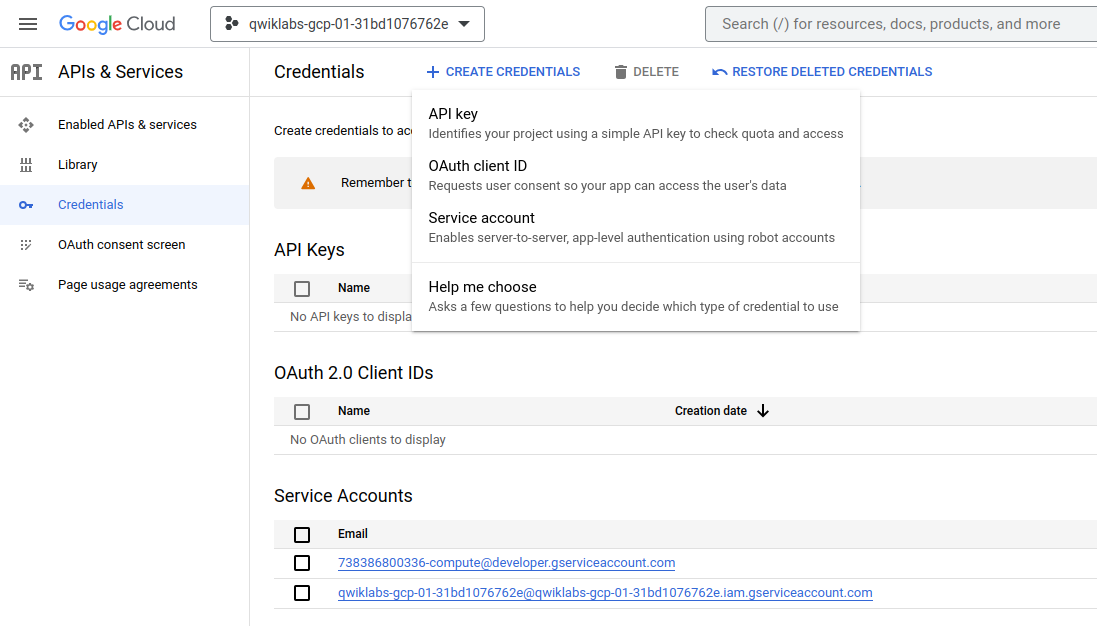 Google Cloud
qwiklabs-gcp-01-31bd1076762e
Search (/) for resources, docs, products, and more
API
APIs & Services
Enabled APIs & services
Library
Credentials
OAuth consent screen
Page usage agreements
Credentials
CREATE CREDENTIALS
DELETE
RESTORE DELETED CREDENTIALS
API key
Identifies your project using a simple API key to check quota and access
OAuth client ID
Requests user consent so your app can access the user's data
Service account
Enables server-to-server, app-level authentication using robot accounts
Help me choose
Asks a few questions to help you decide which type of credential to use
Create credentials to
Remember
API Keys
Name
No API keys to
OAuth 2.0 Client IDs
Name Creation date
No OAuth clients to display
Service Accounts
Email
738386800336-compute@developer.gserviceaccount.com
qwiklabs-gcp-01-31bd1076762e@qwiklabs-gcp-01-31bd1076762e.iam.gserviceaccount.com